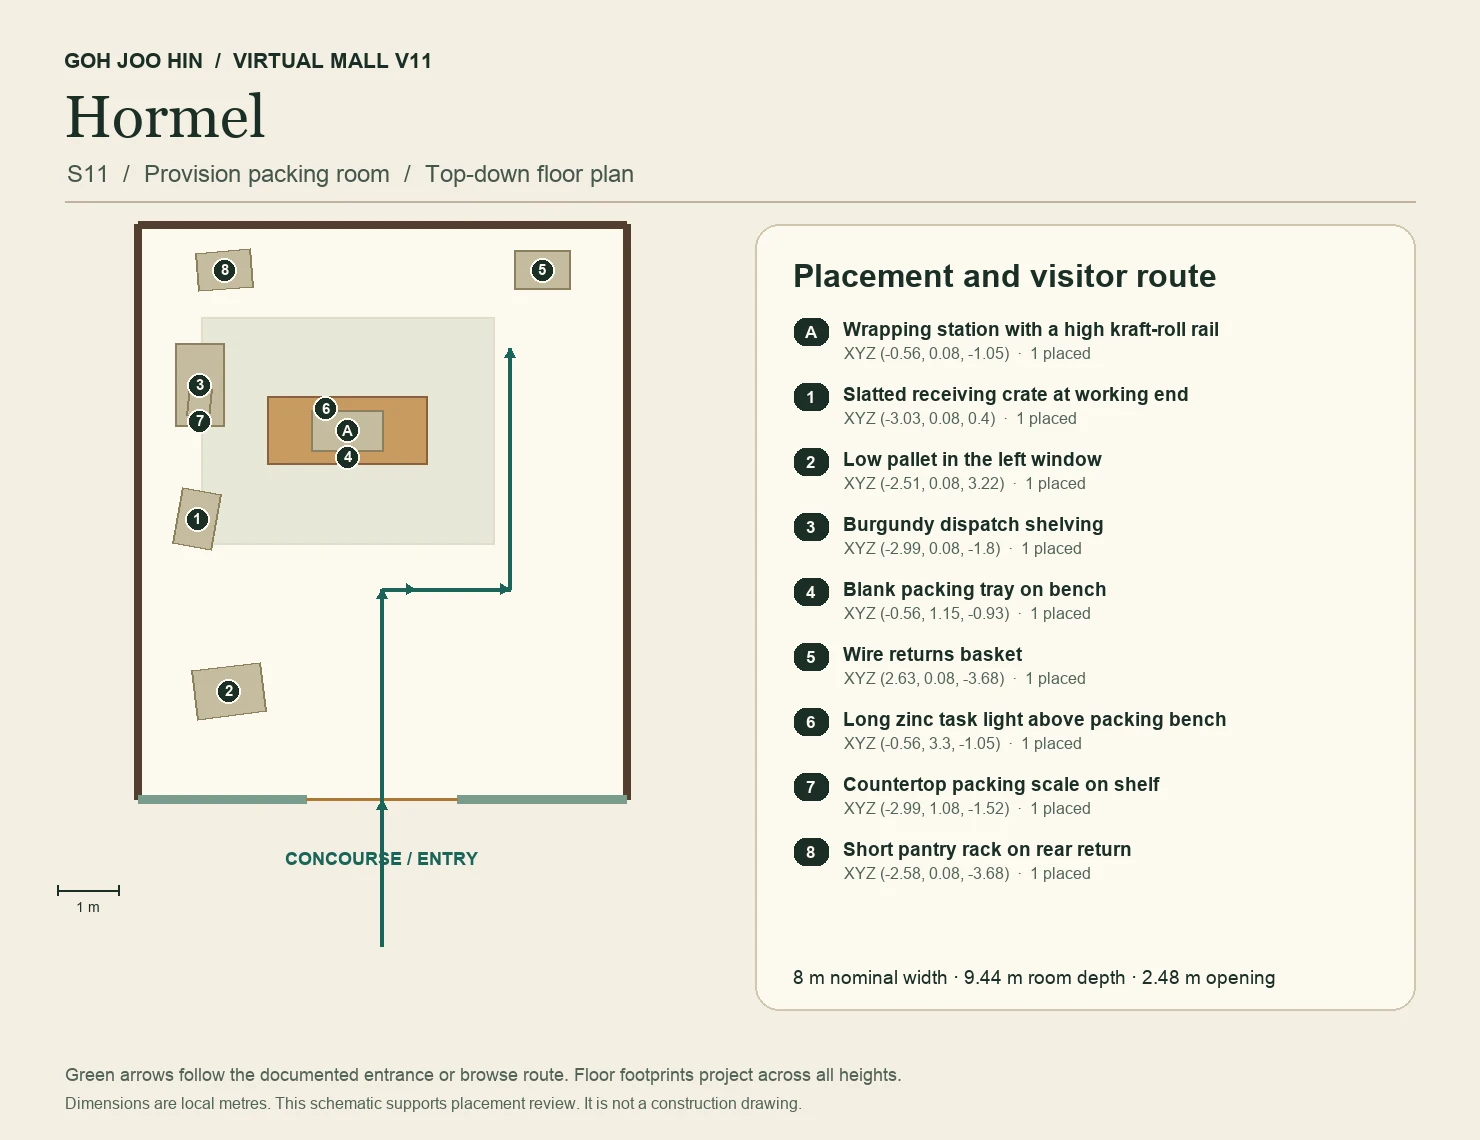 GOH JOO HIN / VIRTUAL MALL V11
Hormel
S11 / Provision packing room / Top-down floor plan
8
5
3
7
6
A
4
1
2
CONCOURSE / ENTRY
1 m
Placement and visitor route
A Wrapping station with a high kraft-roll rail
XYZ (-0.56, 0.08, -1.05) · 1 placed
1 Slatted receiving crate at working end
XYZ (-3.03, 0.08, 0.4) · 1 placed
2 Low pallet in the left window
XYZ (-2.51, 0.08, 3.22) · 1 placed
3 Burgundy dispatch shelving
XYZ (-2.99, 0.08, -1.8) · 1 placed
4 Blank packing tray on bench
XYZ (-0.56, 1.15, -0.93) · 1 placed
5 Wire returns basket
XYZ (2.63, 0.08, -3.68) · 1 placed
6 Long zinc task light above packing bench
XYZ (-0.56, 3.3, -1.05) · 1 placed
7 Countertop packing scale on shelf
XYZ (-2.99, 1.08, -1.52) · 1 placed
8 Short pantry rack on rear return
XYZ (-2.58, 0.08, -3.68) · 1 placed
8 m nominal width · 9.44 m room depth · 2.48 m opening
Green arrows follow the documented entrance or browse route. Floor footprints project across all heights.
Dimensions are local metres. This schematic supports placement review. It is not a construction drawing.